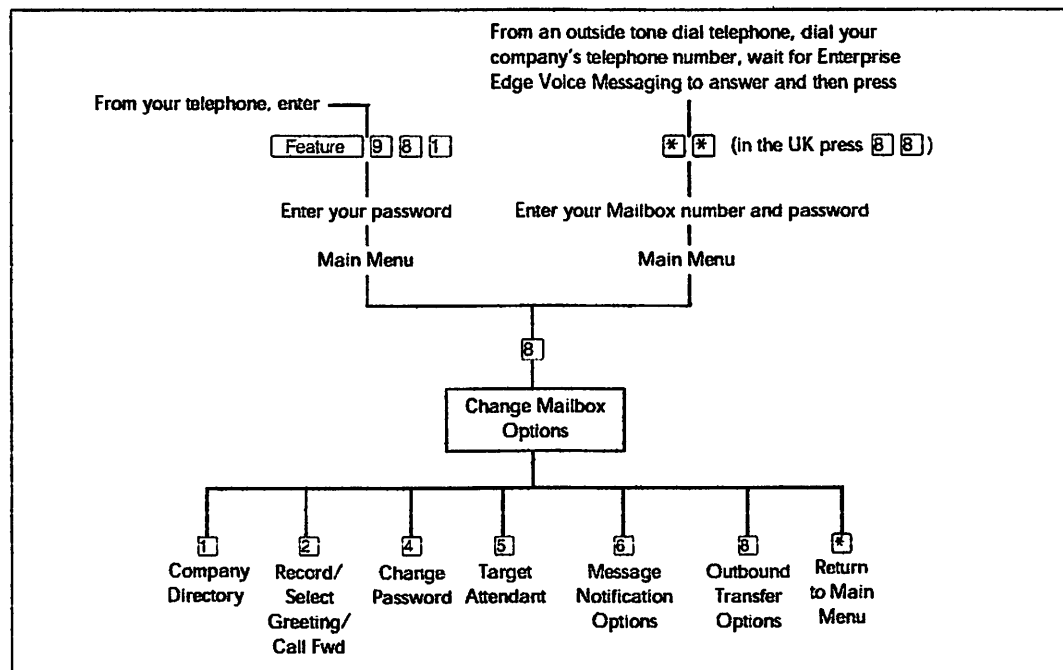 From an outside tone dial telephone, dial your
company's telephone number, wait for Enterprise
Edge Voice Messaging to answer and then press
From your telephone, enter
Feature 9 8 1
* * (in the UK press 8 8)
Enter your password
Enter your Mailbox number and password
Main Menu
Main Menu
8
Change Mailbox
Options
1
Company
Directory
2
Record/
Select
Greeting/
Call Fwd
4
Change
Password
5
Target
Attendant
6
Message
Notification
Options
8
Outbound
Transfer
Options
*
Return
to Main
Menu